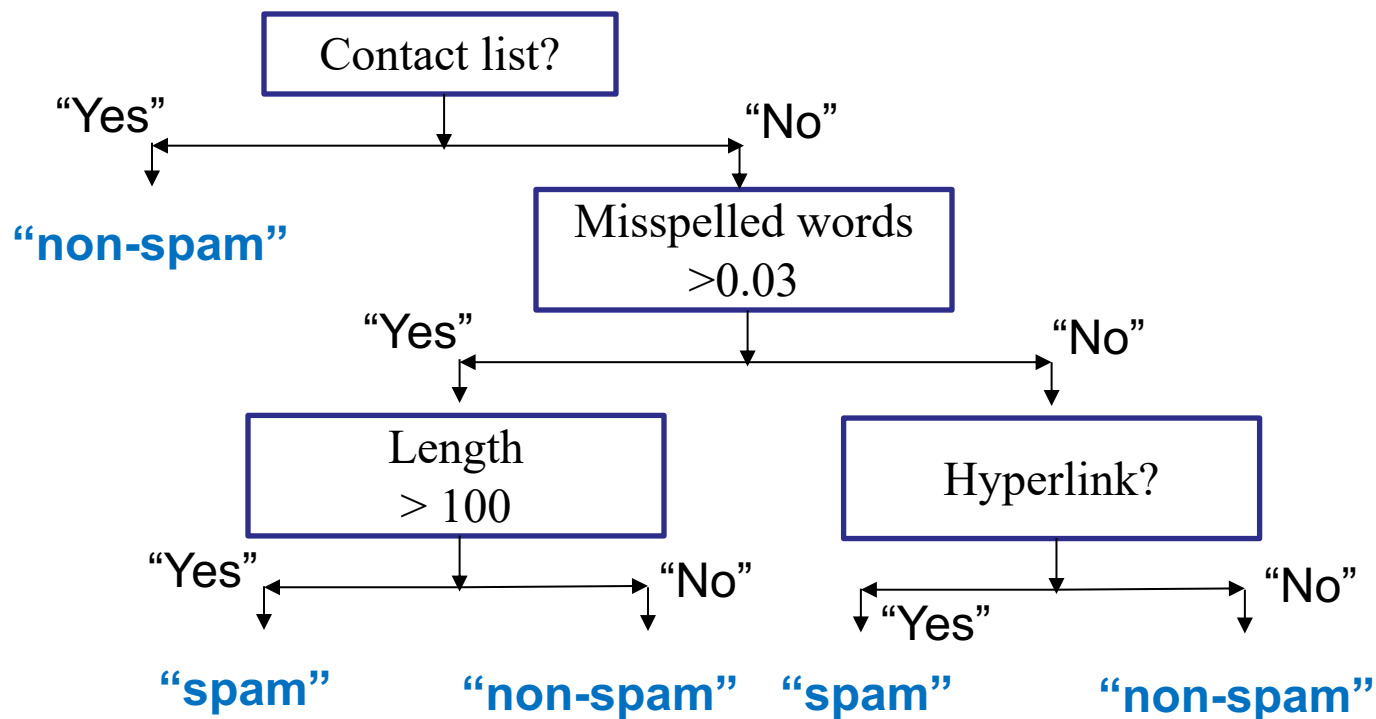 Contact list?
“Yes”
“No”
“non-spam”
Misspelled words
>0.03
“Yes”
“No”
Length
> 100
Hyperlink?
“Yes”
“No”
“Yes”
“No”
“spam”
“non-spam”
“spam”
“non-spam”